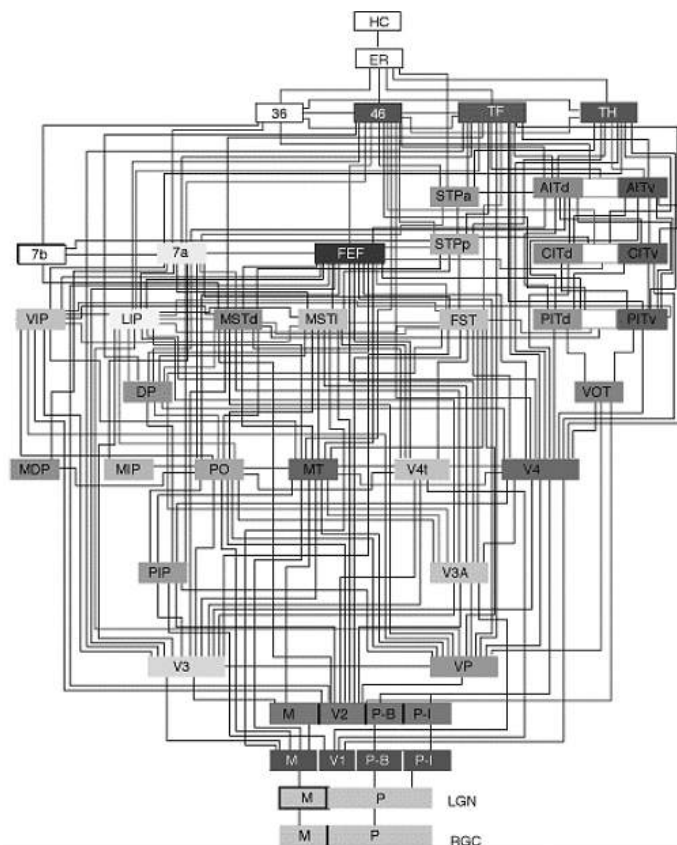 HC
ER
36 46 TF TH
STPa AITd AITv
7b 7a FEF STPp CITd CITv
VIP LIP MSTd MSTl FST PITd PITv
DP VOT
MDP MIP PO MT V4t V4
PIP V3A
V3 VP
M V2 P-B P-I
M V1 P-B P-I
M P LGN
M P RGC